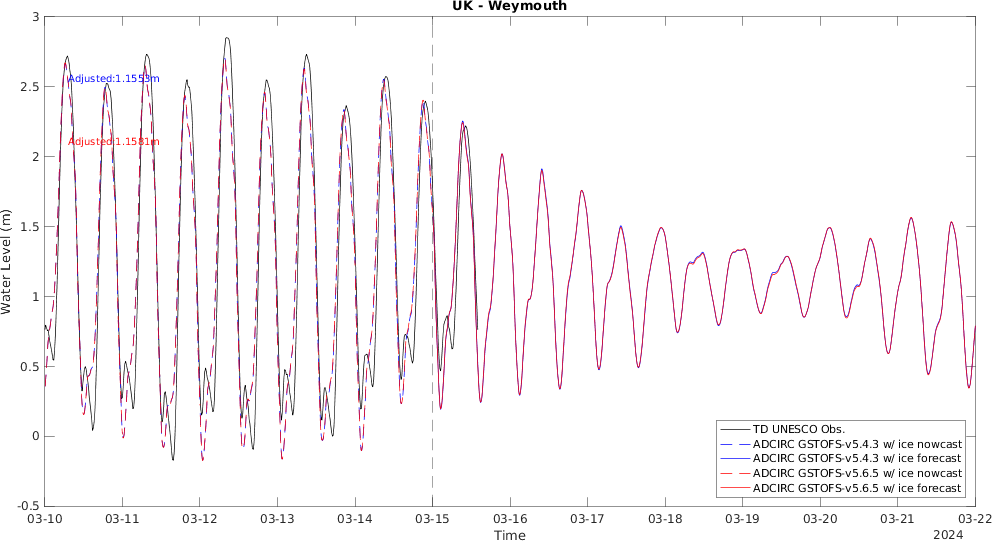 UK - Weymouth
3
2.5
2
1.5
1
0.5
0
-0.5
Water Level (m)
Adjusted:1.1553m
Adjusted:1.1581m
TD UNESCO Obs.
ADCIRC GSTOFS-v5.4.3 w/ ice nowcast
ADCIRC GSTOFS-v5.4.3 w/ ice forecast
ADCIRC GSTOFS-v5.6.5 w/ ice nowcast
ADCIRC GSTOFS-v5.6.5 w/ ice forecast
03-10 03-11 03-12 03-13 03-14 03-15 03-16 03-17 03-18 03-19 03-20 03-21 03-22
Time
2024